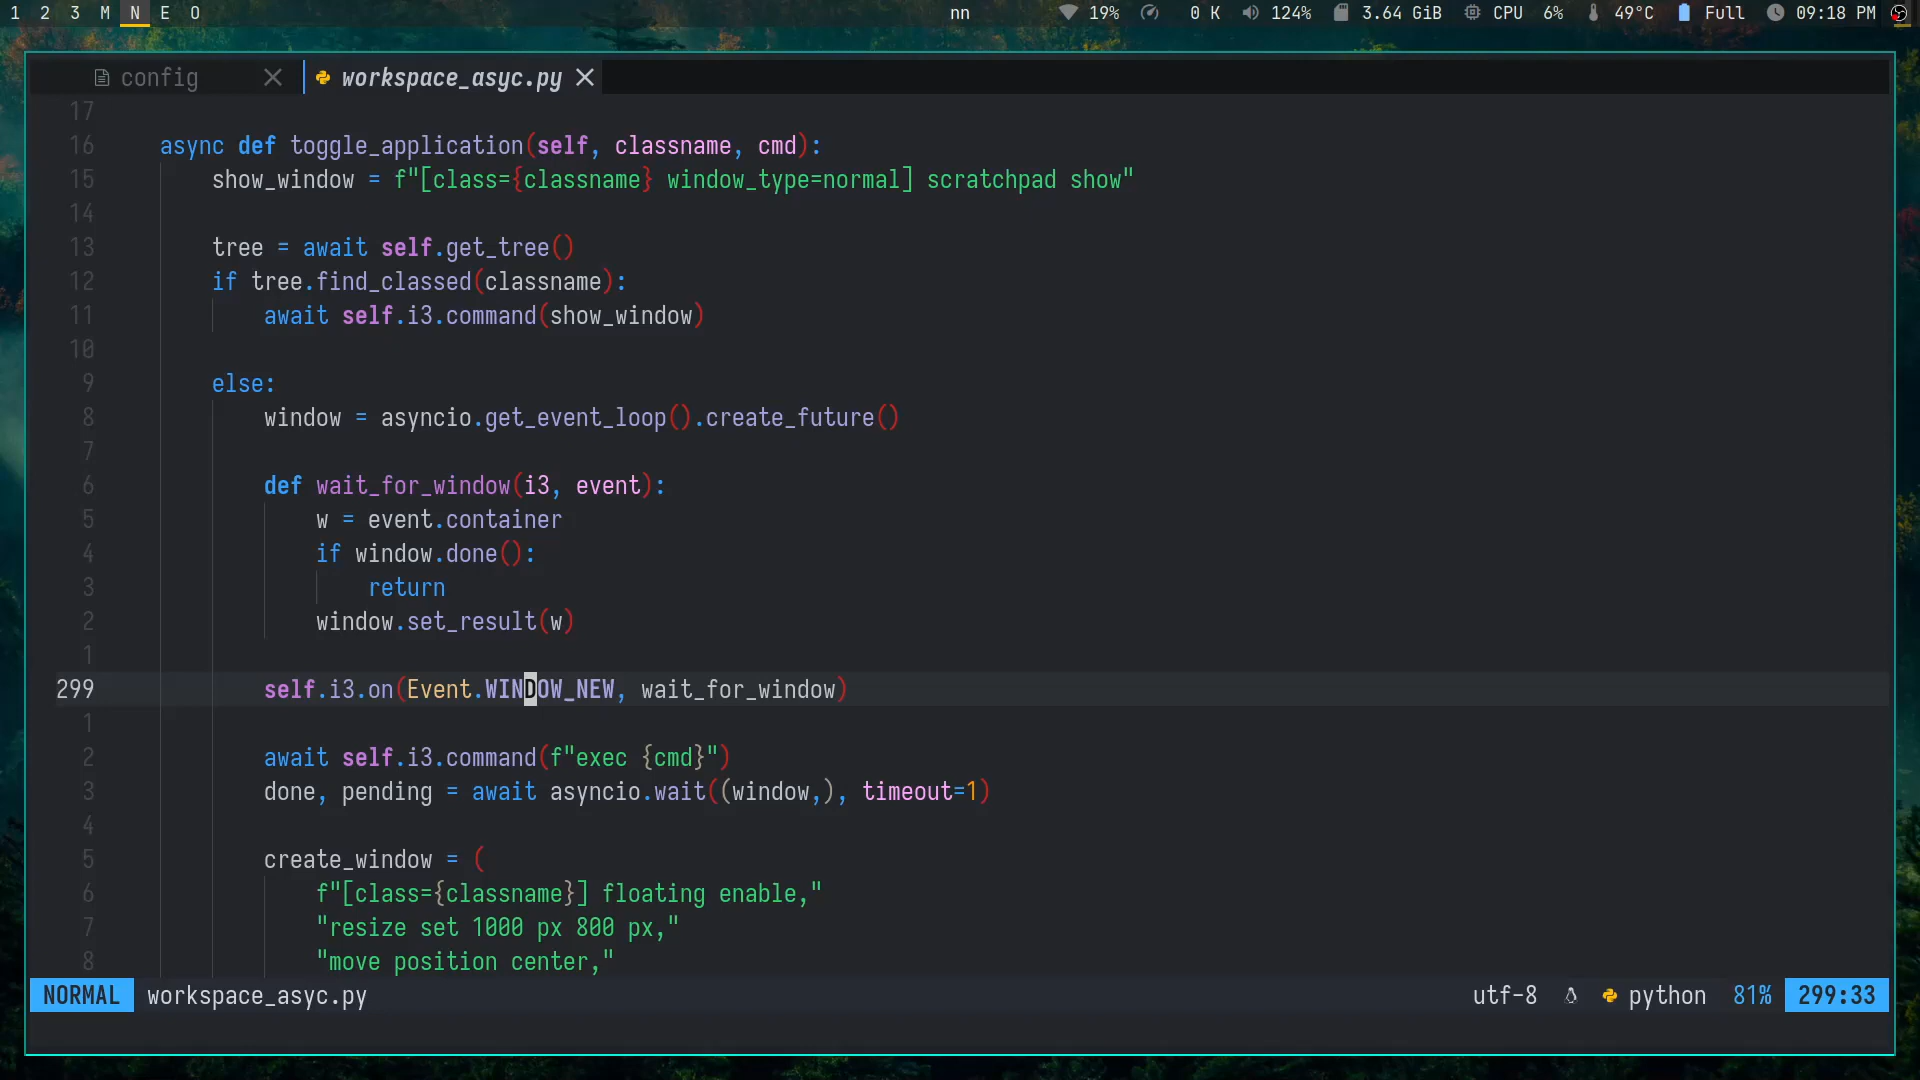 1 2 3 M N E O nn 19% 0 K 124% 3.64 GiB CPU 6% 49°C Full 09:18 PM
config workspace_asyc.py
17
16 async def toggle_application(self, classname, cmd):
15 show_window = f"[class={classname} window_type=normal] scratchpad show"
14
13 tree = await self.get_tree()
12 if tree.find_classed(classname):
11 await self.i3.command(show_window)
10
9 else:
8 window = asyncio.get_event_loop().create_future()
7
6 def wait_for_window(i3, event):
5 w = event.container
4 if window.done():
3 return
2 window.set_result(w)
1
299 self.i3.on(Event.WINDOW_NEW, wait_for_window)
1
2 await self.i3.command(f"exec {cmd}")
3 done, pending = await asyncio.wait((window,), timeout=1)
4
5 create_window = (
6 f"[class={classname}] floating enable,"
7 "resize set 1000 px 800 px,"
8 "move position center,"
NORMAL workspace_asyc.py utf-8 python 81% 299:33